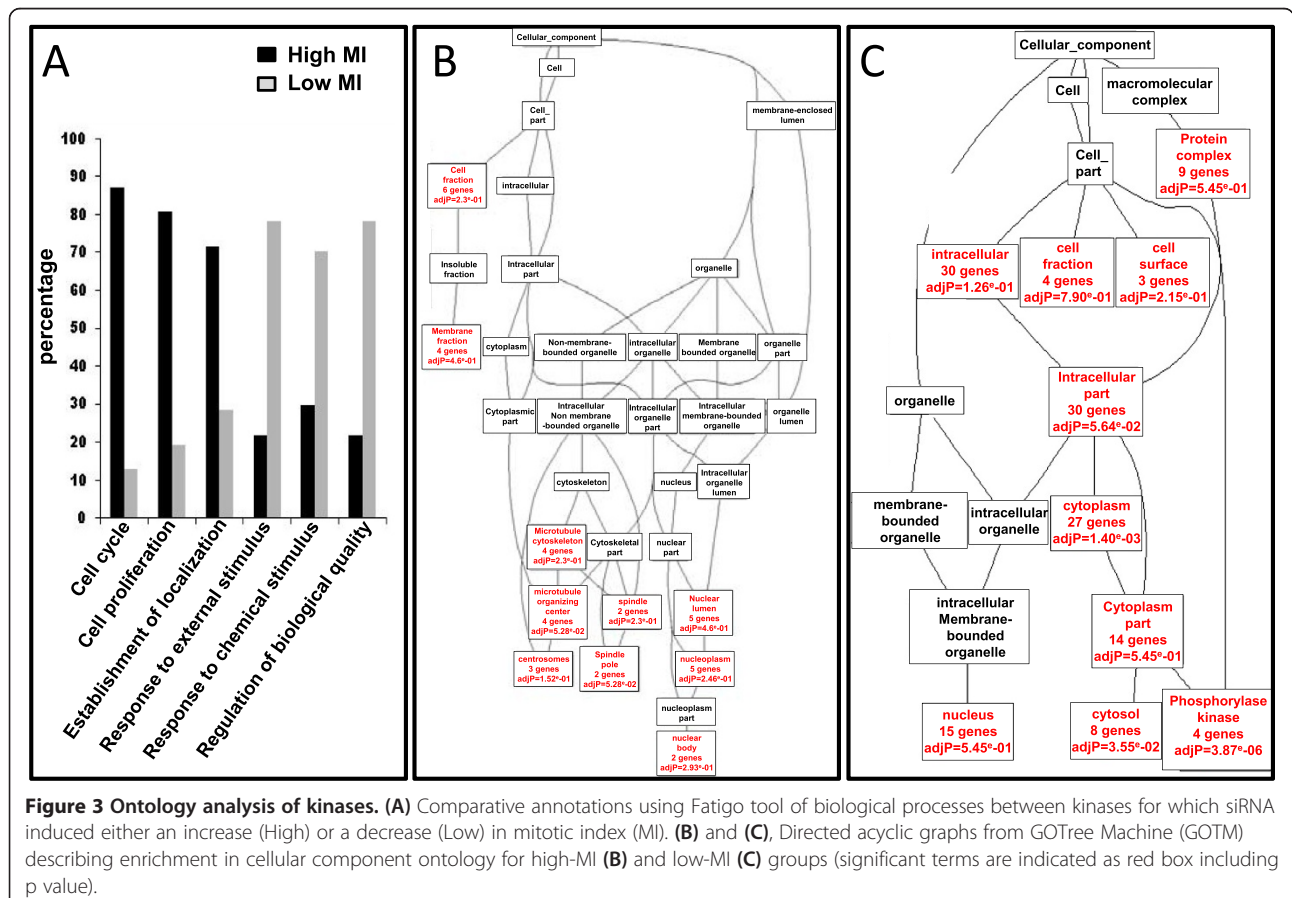 A
High MI
Low MI
percentage
100
90
80
70
60
50
40
30
20
10
0
Cell cycle
Cell proliferation
Establishment of localization
Response to external stimulus
Response to chemical stimulus
Regulation of biological quality
B
Cellular_component
Cell
Cell_
part
membrane-enclosed
lumen
Cell
fraction
6 genes
adjP=2.3e-01
intracellular
Insoluble
fraction
Intracellular
part
organelle
Membrane
fraction
4 genes
adjP=4.6e-01
cytoplasm
Non-membrane-
bounded organelle
intracellular
organelle
Membrane
bounded organelle
organelle
part
Cytoplasmic
part
Intracellular
Non membrane
-bounded organelle
Intracellular
organelle
part
Intracellular
membrane-bounded
organelle
organelle
lumen
cytoskeleton
nucleus
Intracellular
organelle
lumen
Microtubule
cytoskeleton
4 genes
adjP=2.3e-01
Cytoskeletal
part
nuclear
part
microtubule
organizing
center
4 genes
adjP=5.28e-02
spindle
2 genes
adjP=2.3e-01
Nuclear
lumen
5 genes
adjP=4.6e-01
centrosomes
3 genes
adjP=1.52e-01
Spindle
pole
2 genes
adjP=5.28e-02
nucleoplasm
5 genes
adjP=2.46e-01
nucleoplasm
part
nuclear
body
2 genes
adjP=2.93e-01
C
Cellular_component
Cell
macromolecular
complex
Protein
complex
9 genes
adjP=5.45e-01
Cell_
part
intracellular
30 genes
adjP=1.26e-01
cell
fraction
4 genes
adjP=7.90e-01
cell
surface
3 genes
adjP=2.15e-01
Intracellular
part
30 genes
adjP=5.64e-02
organelle
membrane-
bounded
organelle
intracellular
organelle
cytoplasm
27 genes
adjP=1.40e-03
intracellular
Membrane-
bounded
organelle
Cytoplasm
part
14 genes
adjP=5.45e-01
nucleus
15 genes
adjP=5.45e-01
cytosol
8 genes
adjP=3.55e-02
Phosphorylase
kinase
4 genes
adjP=3.87e-06
Figure 3 Ontology analysis of kinases. (A) Comparative annotations using Fatigo tool of biological processes between kinases for which siRNA
induced either an increase (High) or a decrease (Low) in mitotic index (MI). (B) and (C), Directed acyclic graphs from GOTree Machine (GOTM)
describing enrichment in cellular component ontology for high-MI (B) and low-MI (C) groups (significant terms are indicated as red box including
p value).